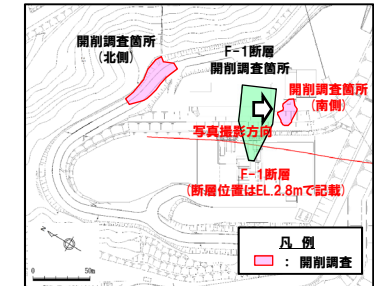 開削調査箇所
(北側)
F-1断層
開削調査箇所
開削調査箇所
(南側)
写真撮影方向
F-1断層
(断層位置はEL.2.8mで記載)
N
凡 例
: 開削調査
0
50m